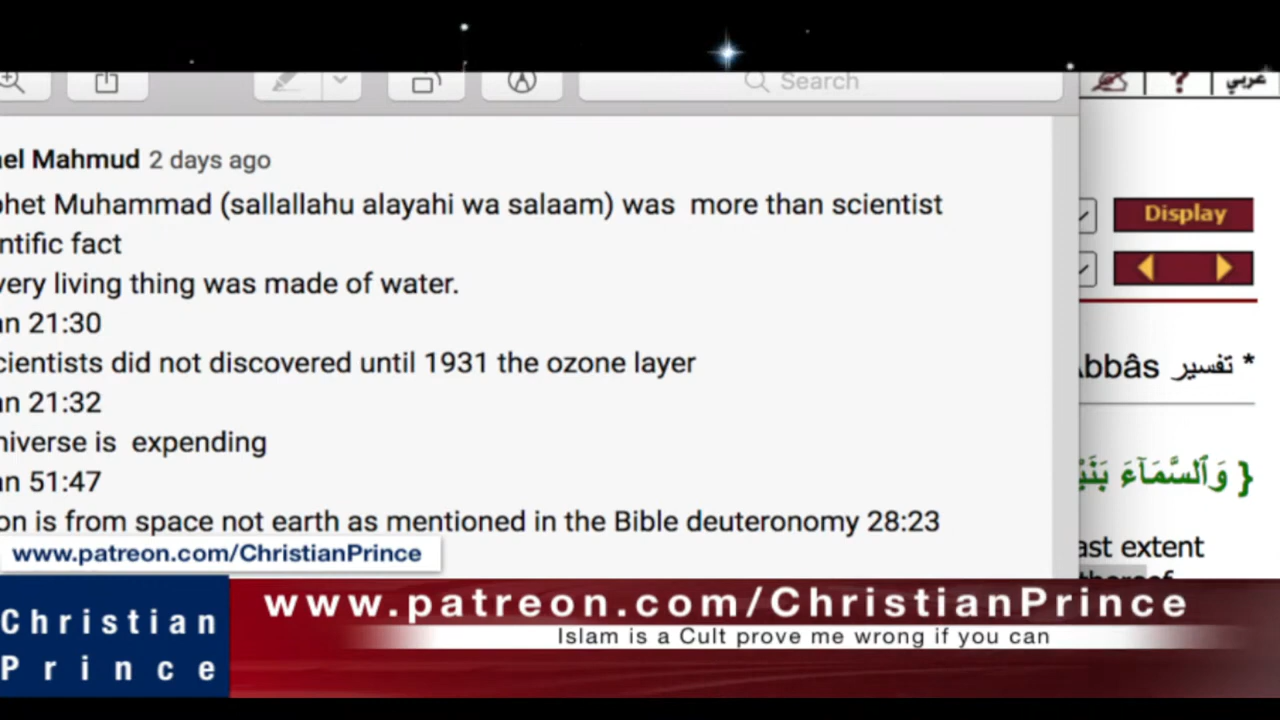 Search
عربي
el Mahmud 2 days ago
phet Muhammad (sallallahu alayahi wa salaam) was more than scientist
ntific fact
very living thing was made of water.
n 21:30
cientists did not discovered until 1931 the ozone layer
n 21:32
niverse is expending
n 51:47
on is from space not earth as mentioned in the Bible deuteronomy 28:23
Display
Abbâs تفسير *
{ وَٱلسَّمَآءَ
ast extent
www.patreon.com/ChristianPrince
Christian
Prince
www.patreon.com/ChristianPrince
Islam is a Cult prove me wrong if you can